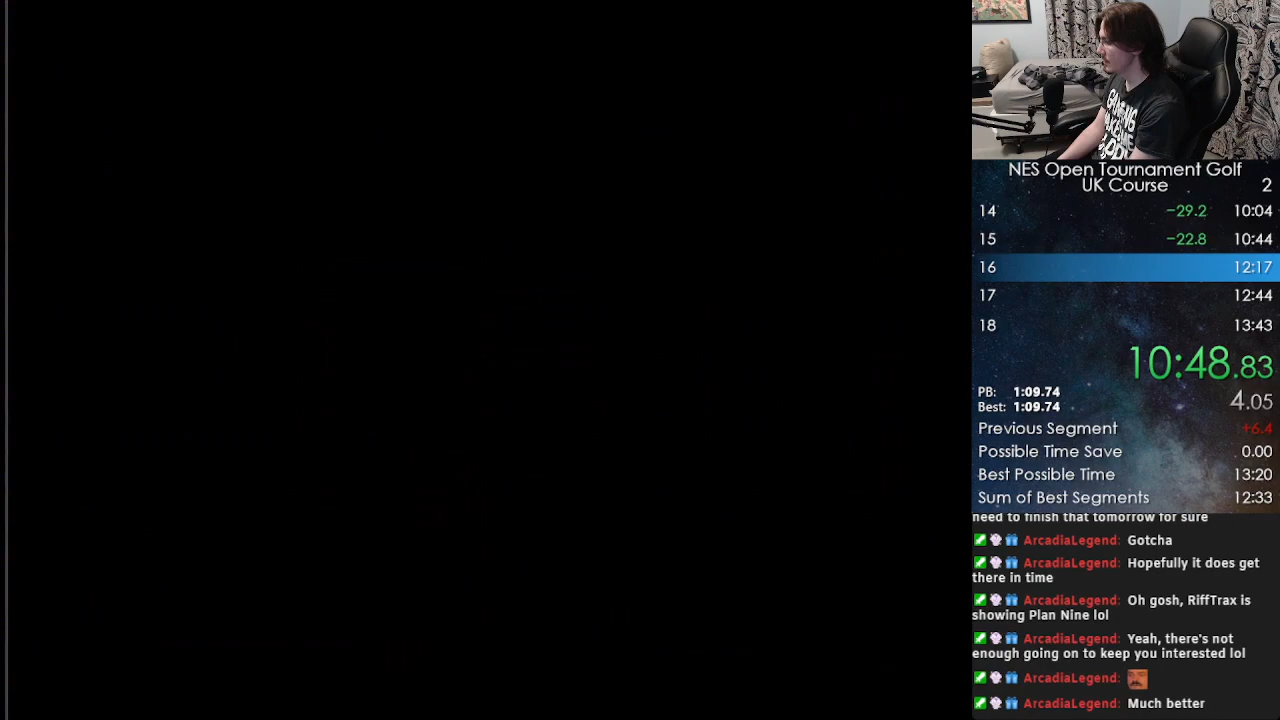 NES Open Tournament Golf
UK Course 2
14 -29.2 10:04
15 -22.8 10:44
16 12:17
17 12:44
18 13:43
10:48.83
PB: 1:09.74
4.05
Best: 1:09.74
Previous Segment +6.4
Possible Time Save 0.00
Best Possible Time 13:20
Sum of Best Segments 12:33
need to finish that tomorrow for sure
ArcadiaLegend: Gotcha
ArcadiaLegend: Hopefully it does get
there in time
ArcadiaLegend: Oh gosh, RiffTrax is
showing Plan Nine lol
ArcadiaLegend: Yeah, there's not
enough going on to keep you interested lol
ArcadiaLegend:
ArcadiaLegend: Much better